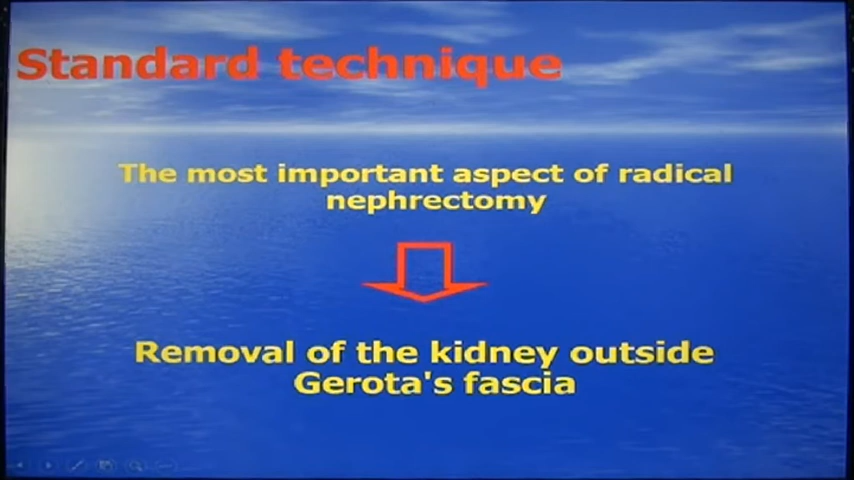 Standard technique
The most important aspect of radical
nephrectomy
Removal of the kidney outside
Gerota's fascia